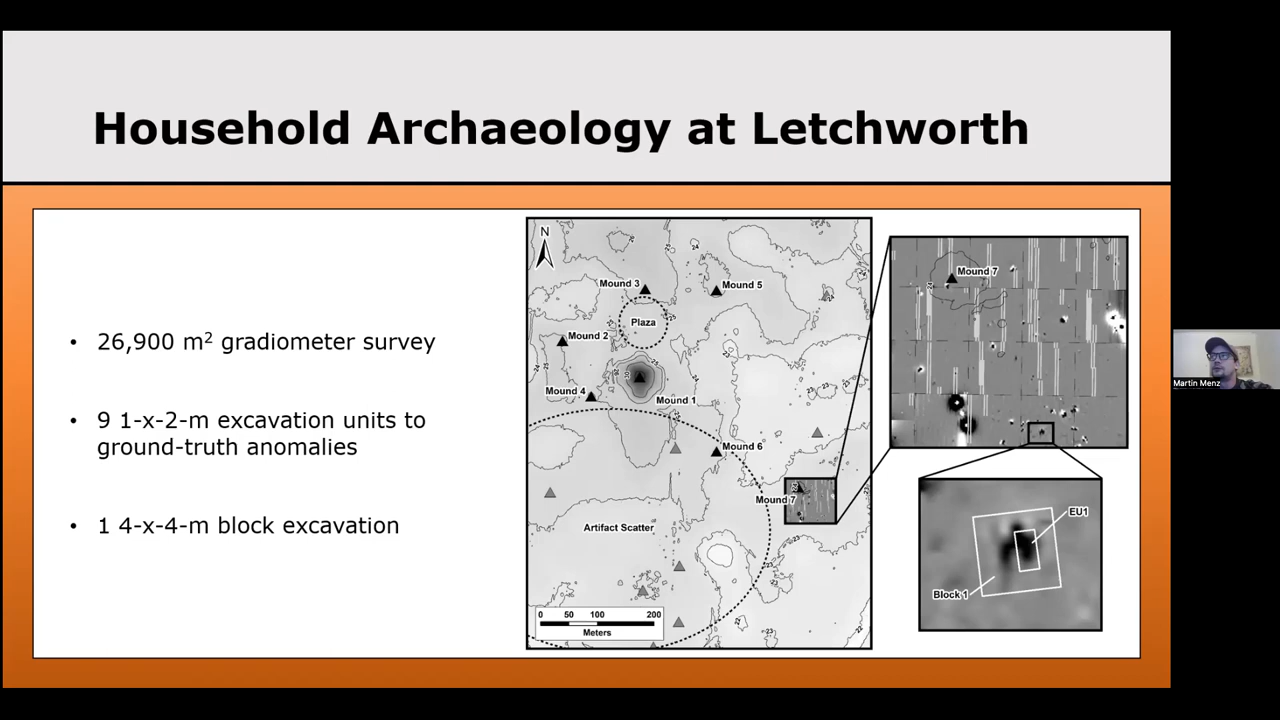 Household Archaeology at Letchworth
• 26,900 m² gradiometer survey
• 9 1-x-2-m excavation units to
ground-truth anomalies
• 1 4-x-4-m block excavation
N
Mound 3
Mound 5
Plaza
Mound 2
Mound 4
Mound 1
Mound 6
Mound 7
Artifact Scatter
0 50 100 200
Meters
Mound 7
EU1
Block 1
Martin Menz